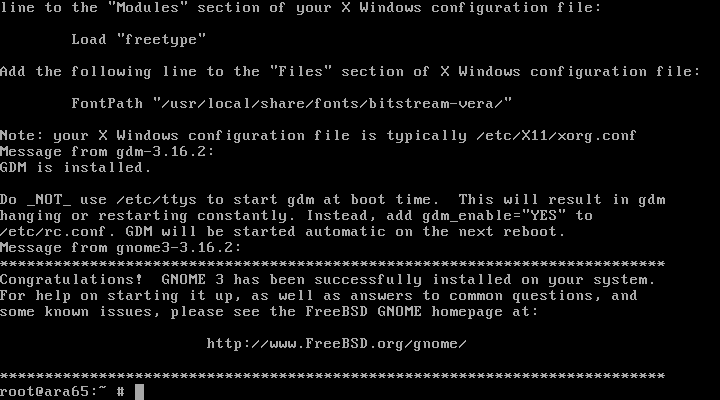 line to the "Modules" section of your X Windows configuration file:
Load "freetype"
Add the following line to the "Files" section of X Windows configuration file:
FontPath "/usr/local/share/fonts/bitstream-vera/"
Note: your X Windows configuration file is typically /etc/X11/xorg.conf
Message from gdm-3.16.2:
GDM is installed.
Do _NOT_ use /etc/ttys to start gdm at boot time.  This will result in gdm
hanging or restarting constantly. Instead, add gdm_enable="YES" to
/etc/rc.conf. GDM will be started automatic on the next reboot.
Message from gnome3-3.16.2:
*************************************************************************
Congratulations!  GNOME 3 has been successfully installed on your system.
For help on starting it up, as well as answers to common questions, and
some known issues, please see the FreeBSD GNOME homepage at:
http://www.FreeBSD.org/gnome/
*************************************************************************
root@ara65:~ #